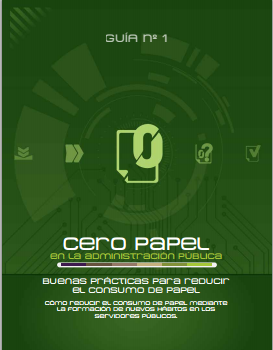 GUÍA Nº 1
0
?
cero papel
en la administración pública
Buenas prácticas para reducir
el consumo de papel
Cómo reducir el consumo de papel mediante
la formación de nuevos hábitos en los
servidores públicos.